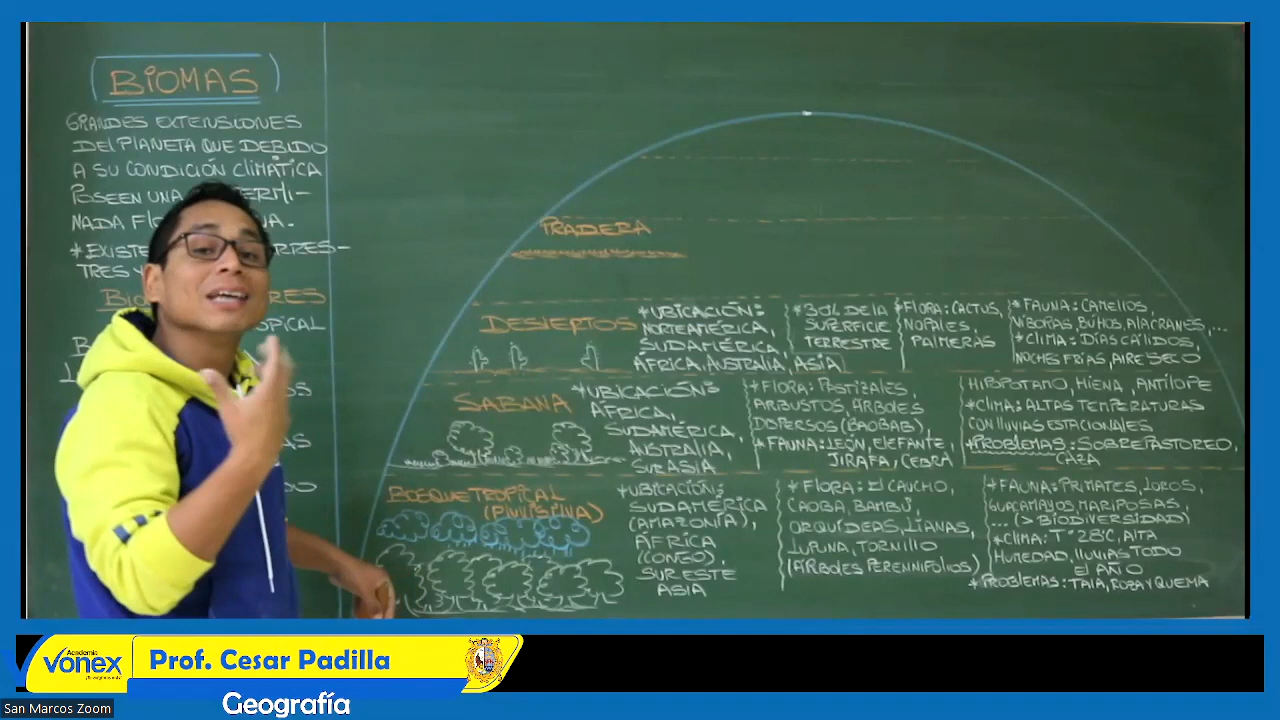 BIOMAS
GRANDES EXTENSIONES
DEL PLANETA QUE DEBIDO
A SU CONDICIÓN CLIMÁTICA
POSEEN UNA
NADA
*EXISTE
TRES Y
PRADERA
DESIERTOS
*UBICACIÓN:
NORTEAMÉRICA,
SUDAMÉRICA,
ÁFRICA, AUSTRALIA, ASIA
*30% DE LA
SUPERFICIE
TERRESTRE
*FLORA: CACTUS,
NOPALES,
PALMERAS
*FAUNA: CAMELLOS,
VÍBORAS, BÚHOS, ALACRANES,...
*CLIMA: DÍAS CÁLIDOS,
NOCHES FRÍAS, AIRE SECO
SABANA
*UBICACIÓN:
ÁFRICA,
SUDAMÉRICA,
AUSTRALIA,
SURASIA
*FLORA: PASTIZALES,
ARBUSTOS, ÁRBOLES
DISPERSOS (BAOBAB),
*FAUNA: LEÓN, ELEFANTE,
JIRAFA, CEBRA
HIPOPÓTAMO, HIENA, ANTÍLOPE
*CLIMA: ALTAS TEMPERATURAS
CON LLUVIAS ESTACIONALES
*PROBLEMAS: SOBREPASTOREO,
CAZA
BOSQUE TROPICAL
(PLUVISILVA)
*UBICACIÓN:
SUDAMÉRICA
(AMAZONÍA),
ÁFRICA
(CONGO),
SURESTE
ASIA
*FLORA: EL CAUCHO,
CAOBA, BAMBÚ,
ORQUÍDEAS, LIANAS,
LUPUNA, TORNILLO
(ÁRBOLES PERENNIFOLIOS)
*FAUNA: PRIMATES, LOROS,
GUACAMAYOS, MARIPOSAS,
... (> BIODIVERSIDAD)
*CLIMA: T° 28°C, ALTA
HUMEDAD, LLUVIAS TODO
EL AÑO
*PROBLEMAS: TALA, ROZA Y QUEMA
Academia
Vonex
Prof. Cesar Padilla
Geografía
San Marcos Zoom